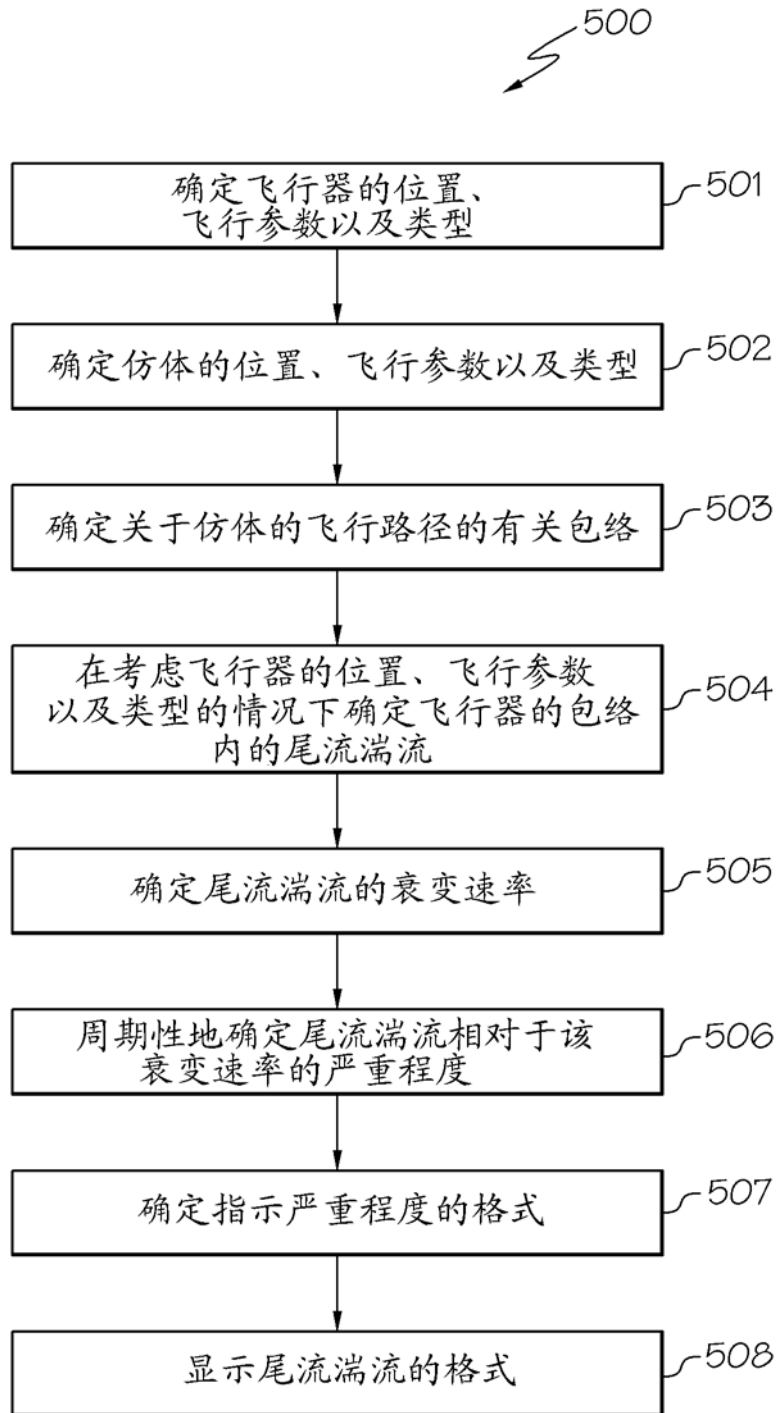 500
确定飞行器的位置、
飞行参数以及类型
501
确定仿体的位置、飞行参数以及类型
502
确定关于仿体的飞行路径的有关包络
503
在考虑飞行器的位置、飞行参数
以及类型的情况下确定飞行器的包络
内的尾流湍流
504
确定尾流湍流的衰变速率
505
周期性地确定尾流湍流相对于该
衰变速率的严重程度
506
确定指示严重程度的格式
507
显示尾流湍流的格式
508